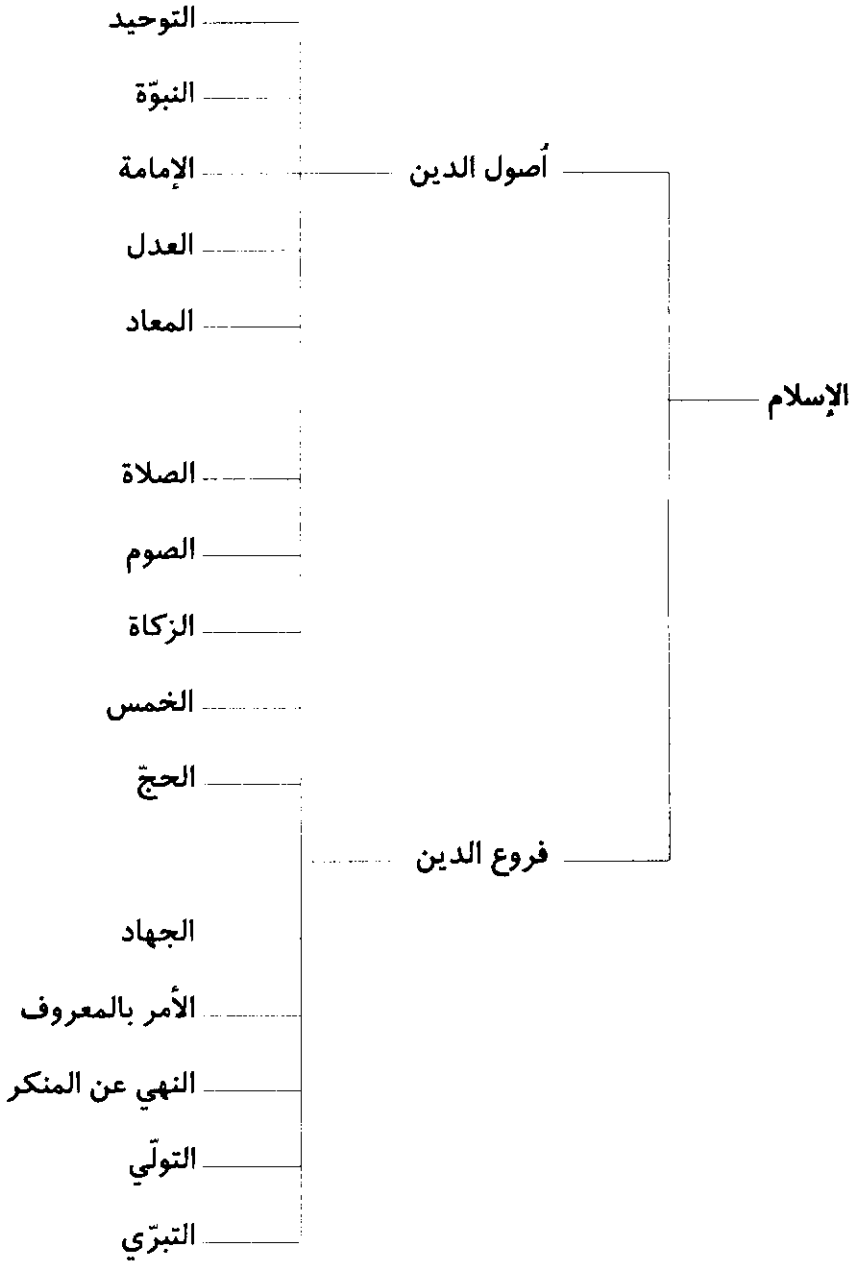 التوحيد
النبوّة
أصول الدين
الإمامة
العدل
المعاد
الإسلام
الصلاة
الصوم
الزكاة
الخمس
الحجّ
فروع الدين
الجهاد
الأمر بالمعروف
النهي عن المنكر
التولّي
التبرّي